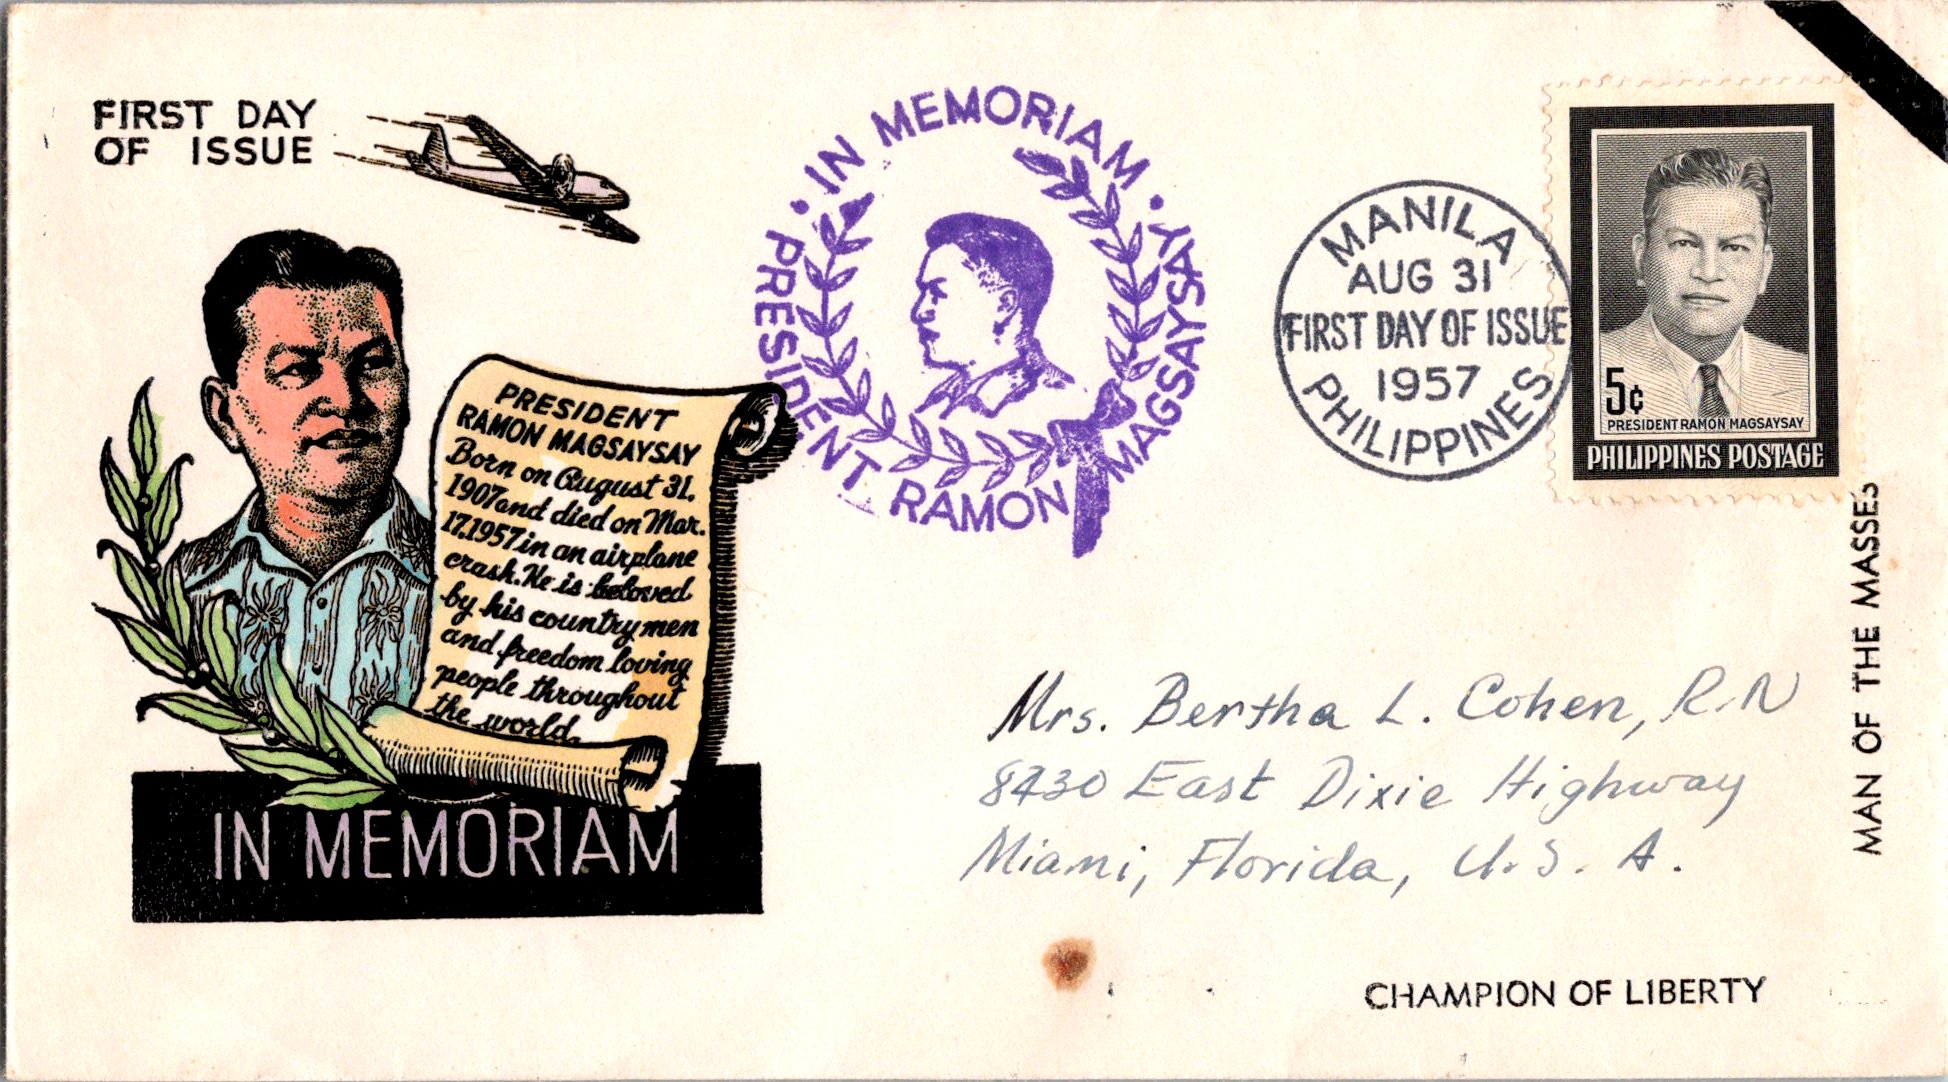 FIRST DAY
OF ISSUE
PRESIDENT
RAMON MAGSAYSAY
Born on August 31,
1907 and died on Mar.
17,1957 in an airplane
crash. He is beloved
by his country men
and freedom loving
people throughout
the world.
IN MEMORIAM
· IN MEMORIAM ·
PRESIDENT RAMON MAGSAYSAY
MANILA
AUG 31
FIRST DAY OF ISSUE
1957
PHILIPPINES
5¢
PRESIDENT RAMON MAGSAYSAY
PHILIPPINES POSTAGE
MAN OF THE MASSES
Mrs. Bertha L. Cohen, R.N
8430 East Dixie Highway
Miami, Florida, U.S.A.
CHAMPION OF LIBERTY